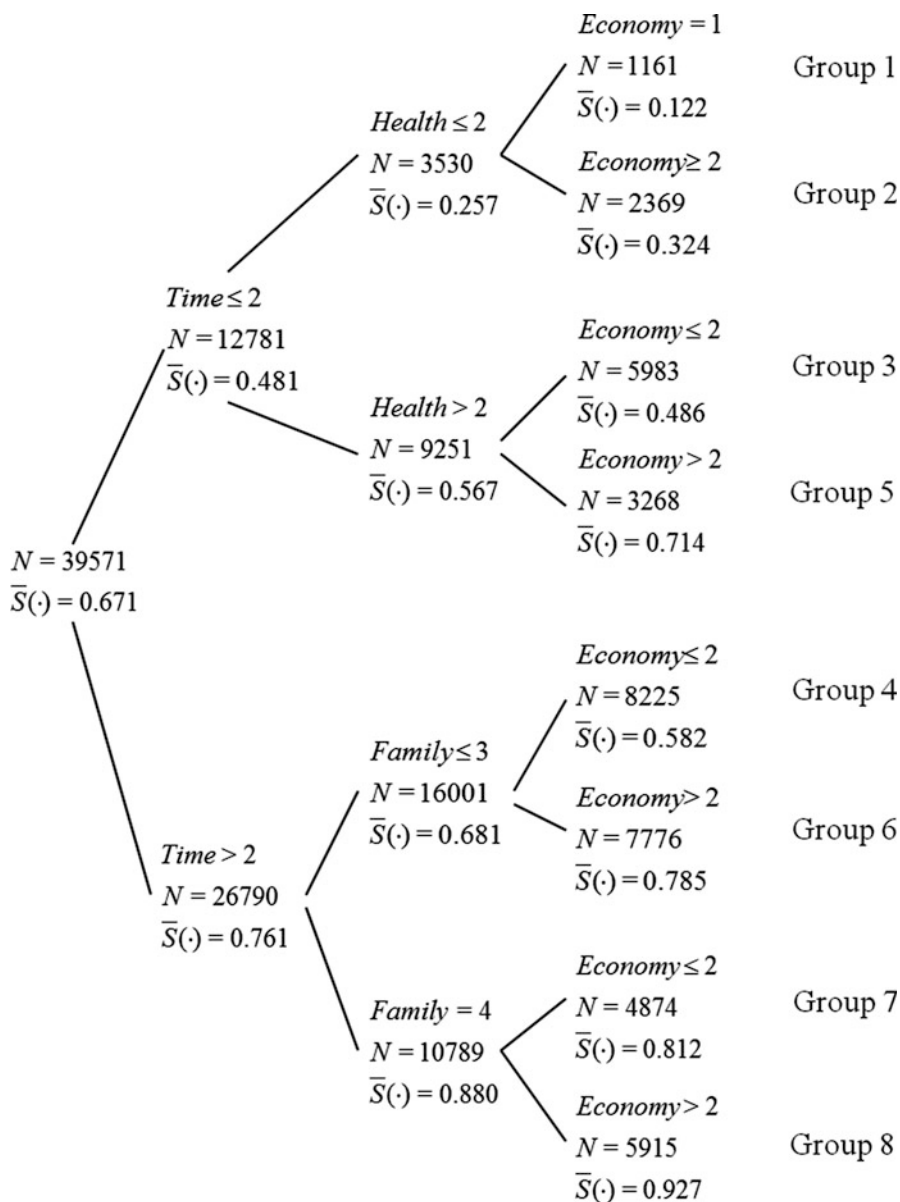 Economy = 1
N = 1161
S̅(·) = 0.122
Group 1
Health ≤ 2
N = 3530
S̅(·) = 0.257
Economy ≥ 2
N = 2369
S̅(·) = 0.324
Group 2
Time ≤ 2
N = 12781
S̅(·) = 0.481
Economy ≤ 2
N = 5983
S̅(·) = 0.486
Group 3
Health > 2
N = 9251
S̅(·) = 0.567
Economy > 2
N = 3268
S̅(·) = 0.714
Group 5
N = 39571
S̅(·) = 0.671
Economy ≤ 2
N = 8225
S̅(·) = 0.582
Group 4
Family ≤ 3
N = 16001
S̅(·) = 0.681
Economy > 2
N = 7776
S̅(·) = 0.785
Group 6
Time > 2
N = 26790
S̅(·) = 0.761
Economy ≤ 2
N = 4874
S̅(·) = 0.812
Group 7
Family = 4
N = 10789
S̅(·) = 0.880
Economy > 2
N = 5915
S̅(·) = 0.927
Group 8